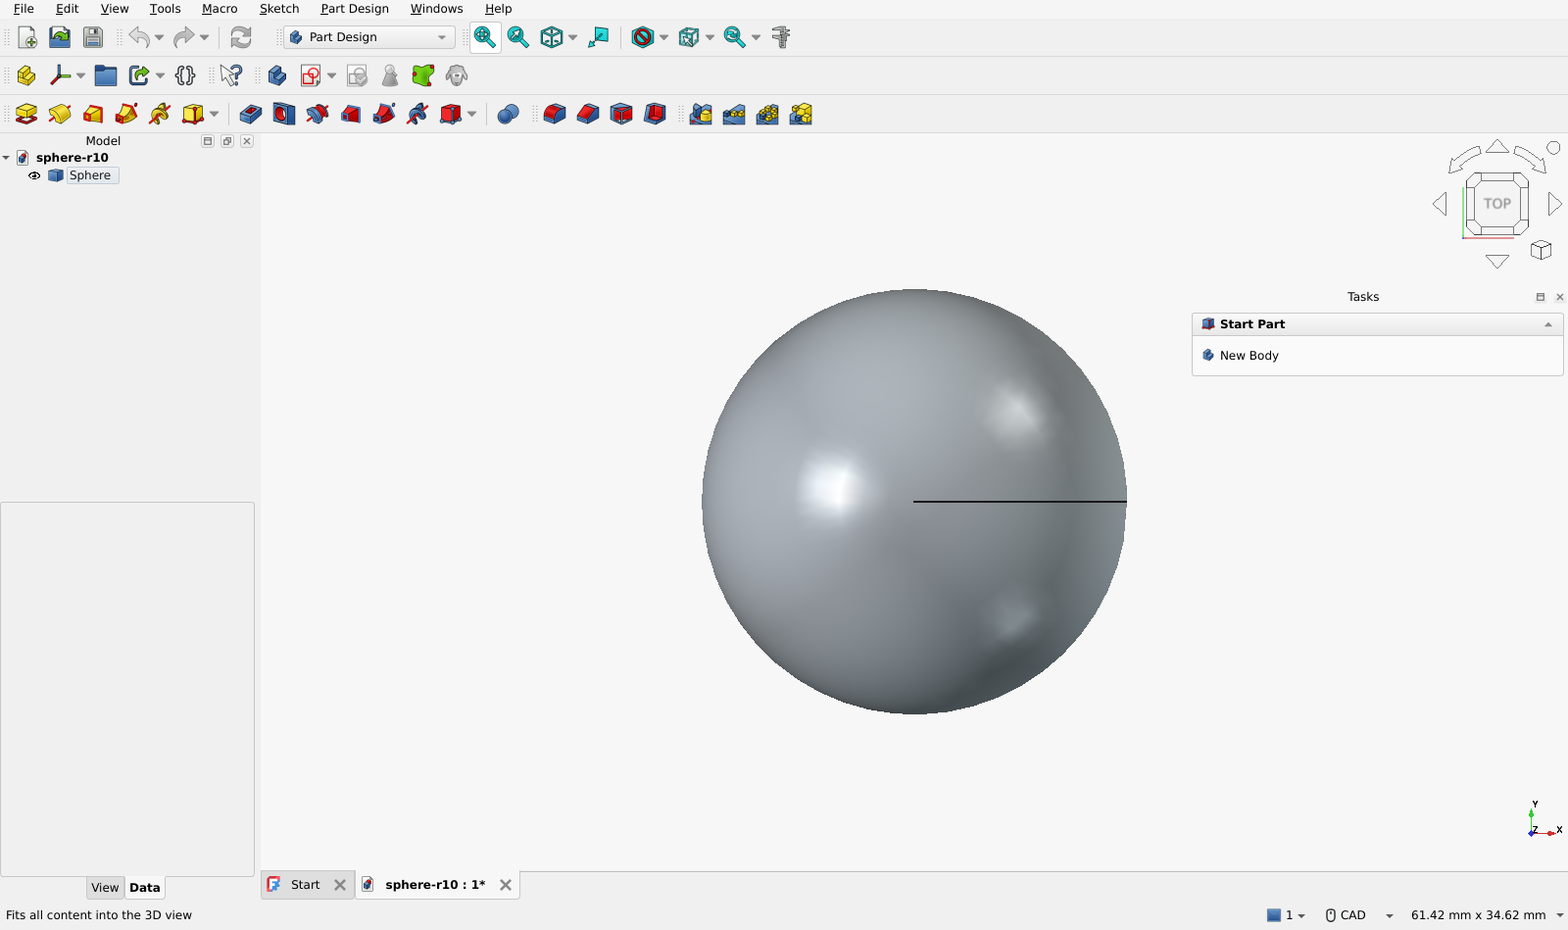 File Edit View Tools Macro Sketch Part Design Windows Help
Part Design
Model
sphere-r10
Sphere
TOP
Tasks
Start Part
New Body
Y
Z X
View Data
Start sphere-r10 : 1*
Fits all content into the 3D view 1 CAD 61.42 mm x 34.62 mm